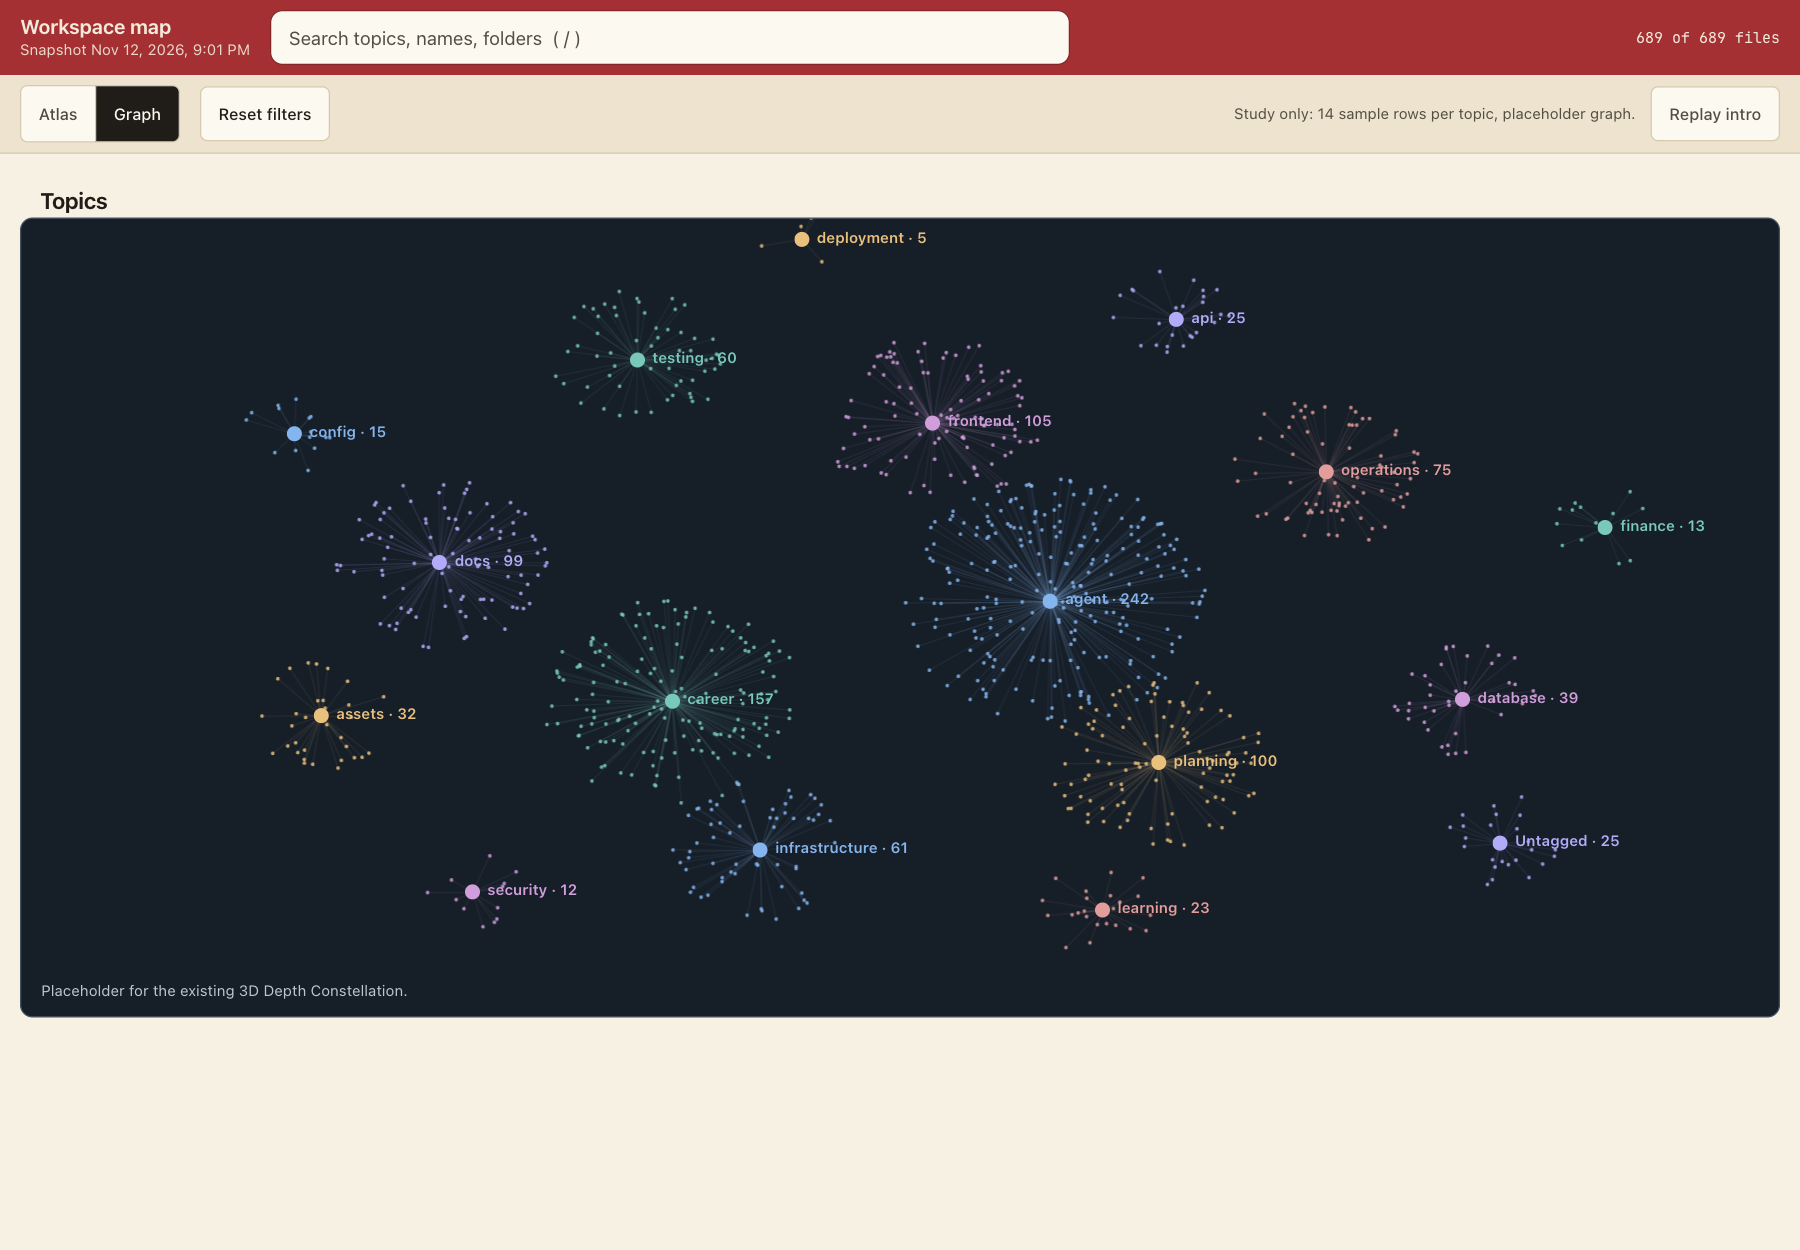 Workspace map
Snapshot Nov 12, 2026, 9:01 PM
Search topics, names, folders ( / )
689 of 689 files
Atlas
Graph
Reset filters
Study only: 14 sample rows per topic, placeholder graph.
Replay intro
Topics
deployment · 5
api · 25
testing · 60
frontend · 105
config · 15
operations · 75
finance · 13
docs · 99
agent · 242
career · 157
database · 39
assets · 32
planning · 100
Untagged · 25
infrastructure · 61
security · 12
learning · 23
Placeholder for the existing 3D Depth Constellation.